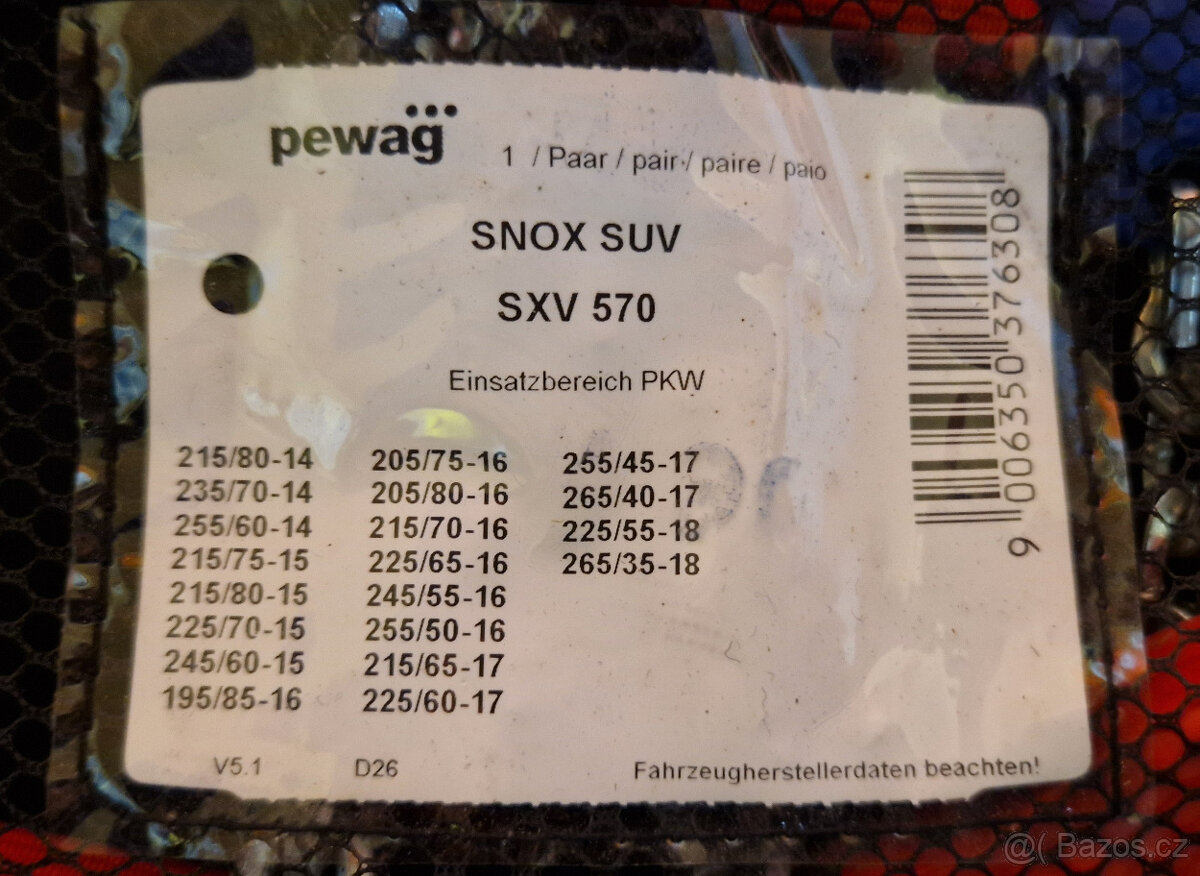 pewag
1 / Paar / pair / paire / paio
SNOX SUV
SXV 570
Einsatzbereich PKW
215/80-14 205/75-16 255/45-17
235/70-14 205/80-16 265/40-17
255/60-14 215/70-16 225/55-18
215/75-15 225/65-16 265/35-18
215/80-15 245/55-16
225/70-15 255/50-16
245/60-15 215/65-17
195/85-16 225/60-17
V5.1 D26 Fahrzeugherstellerdaten beachten!
9 006350 376308
@( Bazos.cz